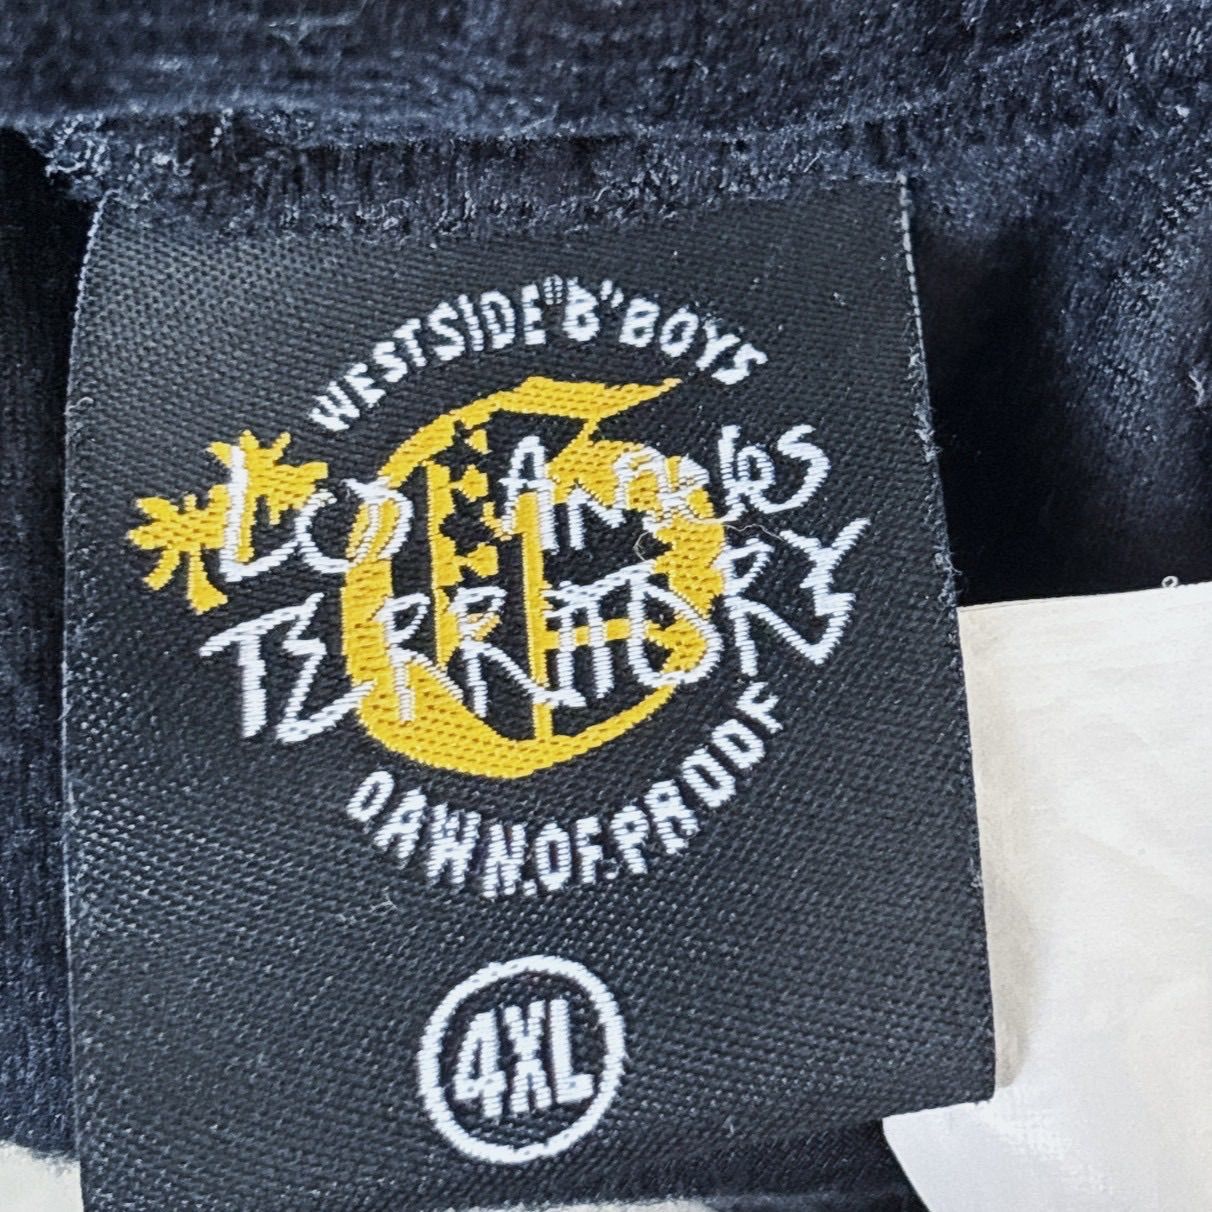 WESTSIDE"B"BOYS
LOS ANGELES
TERRITORY
DAWN.OF.PROOF
4XL